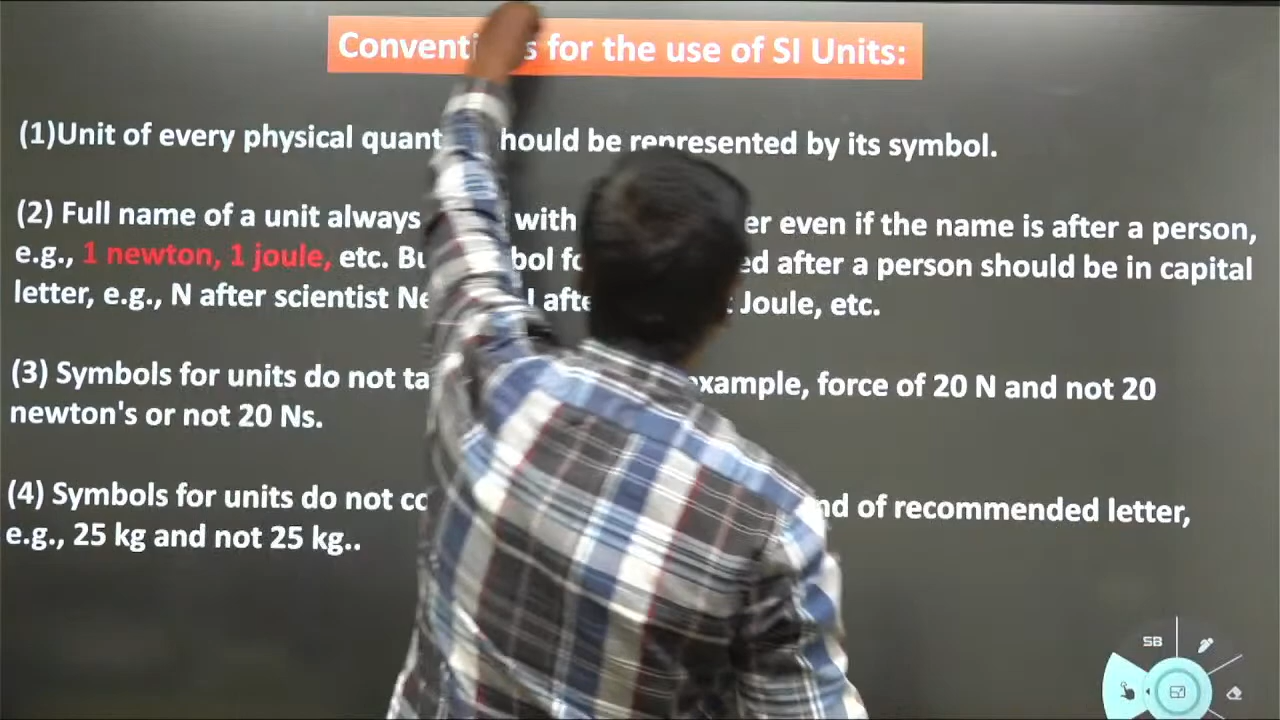 Conventions for the use of SI Units:
(1)Unit of every physical quant hould be represented by its symbol.
(2) Full name of a unit always with er even if the name is after a person,
e.g., 1 newton, 1 joule, etc. Bu bol fo ed after a person should be in capital
letter, e.g., N after scientist Ne J afte t Joule, etc.
(3) Symbols for units do not ta example, force of 20 N and not 20
newton's or not 20 Ns.
(4) Symbols for units do not co nd of recommended letter,
e.g., 25 kg and not 25 kg..
SB